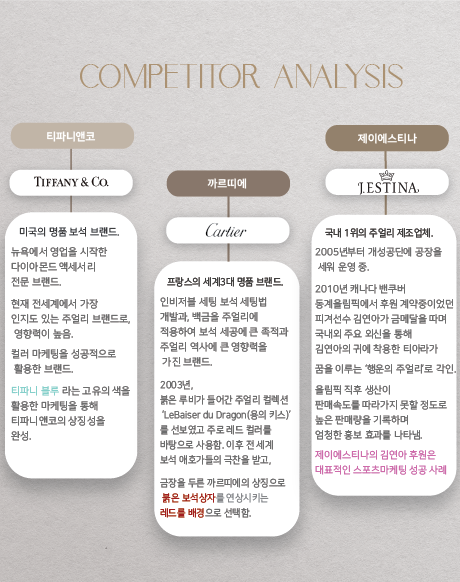 COMPETITOR ANALYSIS
티파니앤코
TIFFANY & CO.
미국의 명품 보석 브랜드.
뉴욕에서 영업을 시작한
다이아몬드 액세서리
전문 브랜드.
현재 전세계에서 가장
인지도 있는 주얼리 브랜드로,
영향력이 높음.
컬러 마케팅을 성공적으로
활용한 브랜드.
티파니 블루 라는 고유의 색을
활용한 마케팅을 통해
티파니앤코의 상징성을
완성.
까르띠에
Cartier
프랑스의 세계3대 명품 브랜드.
인비저블 세팅 보석 세팅법
개발과, 백금을 주얼리에
적용하여 보석 세공에 큰 족적과
주얼리 역사에 큰 영향력을
가진 브랜드.
2003년,
붉은 루비가 들어간 주얼리 컬렉션
‘LeBaiser du Dragon(용의 키스)’
를 선보였고 주로 레드 컬러를
바탕으로 사용함. 이후 전 세계
보석 애호가들의 극찬을 받고,
금장을 두른 까르띠에의 상징으로
붉은 보석상자를 연상시키는
레드를 배경으로 선택함.
제이에스티나
J.ESTINA
국내 1위의 주얼리 제조업체.
2005년부터 개성공단에 공장을
세워 운영 중.
2010년 캐나다 밴쿠버
동계올림픽에서 후원 계약중이었던
피겨선수 김연아가 금메달을 따며
국내외 주요 외신을 통해
김연아의 귀에 착용한 티아라가
꿈을 이루는 ‘행운의 주얼리’로 각인.
올림픽 직후 생산이
판매속도를 따라가지 못할 정도로
높은 판매량을 기록하며
엄청한 홍보 효과를 나타냄.
제이에스티나의 김연아 후원은
대표적인 스포츠마케팅 성공 사례